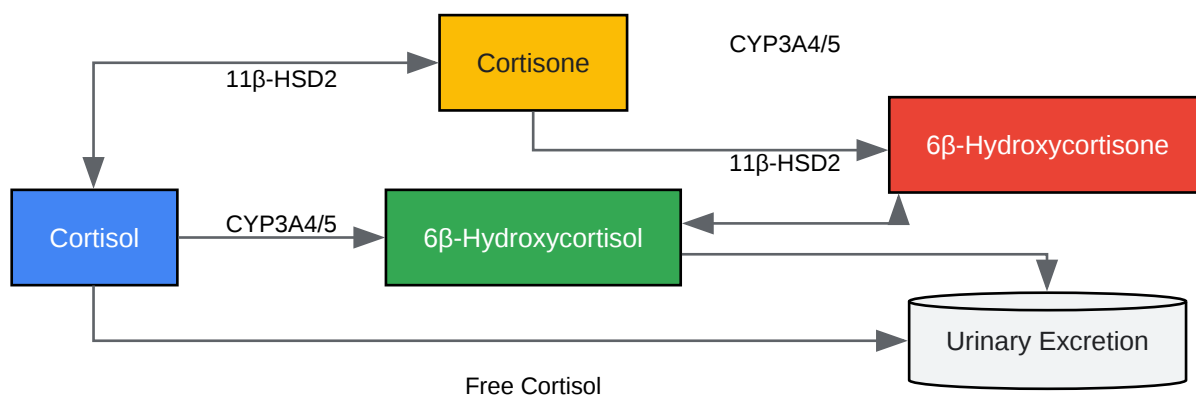 CYP3A4/5
Cortisone
11β-HSD2
6β-Hydroxycortisone
11β-HSD2
CYP3A4/5
Cortisol
6β-Hydroxycortisol
Urinary Excretion
Free Cortisol